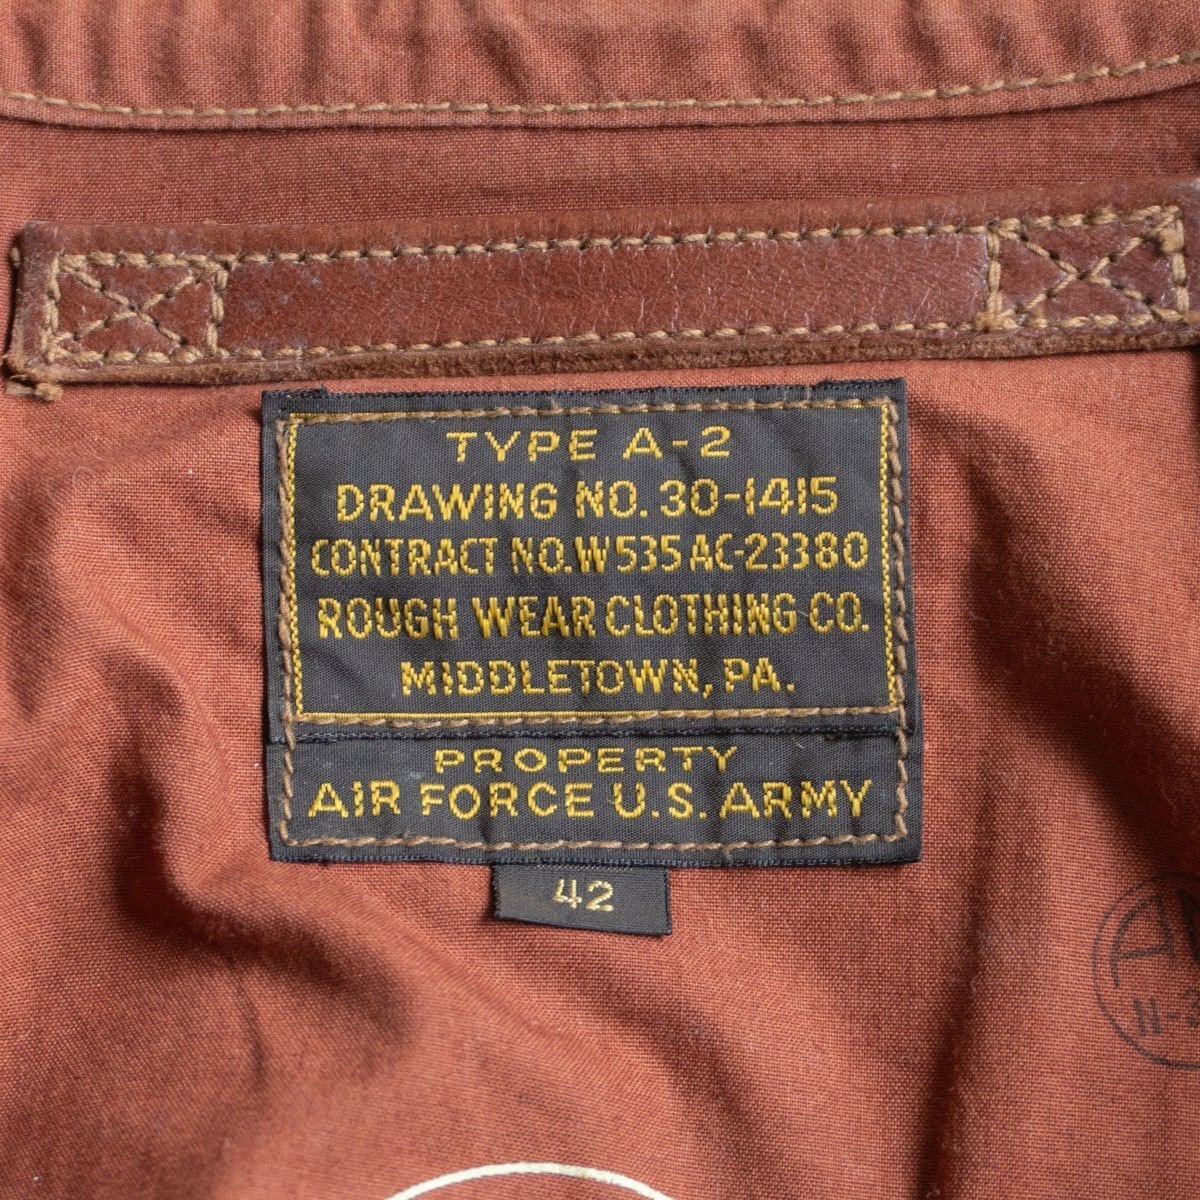 TYPE A-2
DRAWING NO. 30-1415
CONTRACT NO. W535 AC-23380
ROUGH WEAR CLOTHING CO.
MIDDLETOWN, PA.
PROPERTY
AIR FORCE U.S. ARMY
42